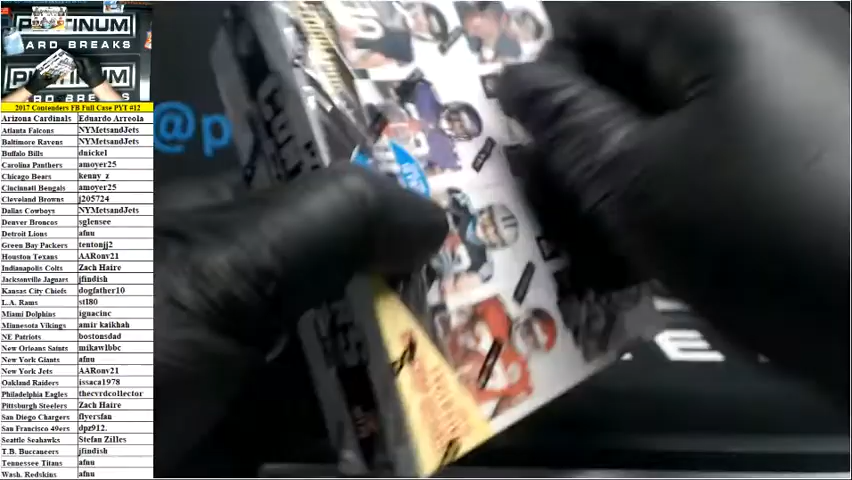 PLATINUM
ARD BREAKS
PLATINUM
RD BRE
2017 Contenders FB Full Case PYT #12
Arizona Cardinals Eduardo Arreola
Atlanta Falcons NYMetsandJets
Baltimore Ravens NYMetsandJets
Buffalo Bills dnickel
Carolina Panthers amoyer25
Chicago Bears kenny_z
Cincinnati Bengals amoyer25
Cleveland Browns j205724
Dallas Cowboys NYMetsandJets
Denver Broncos sglensee
Detroit Lions afnu
Green Bay Packers tentonjj2
Houston Texans AARonv21
Indianapolis Colts Zach Haire
Jacksonville Jaguars jfindish
Kansas City Chiefs dogfather10
L.A. Rams stl80
Miami Dolphins ignacinc
Minnesota Vikings amir kaikhah
NE Patriots bostonsdad
New Orleans Saints mikawlbbc
New York Giants afnu
New York Jets AARonv21
Oakland Raiders issaca1978
Philadelphia Eagles thecvrdcollector
Pittsburgh Steelers Zach Haire
San Diego Chargers flyersfan
San Francisco 49ers dpz912.
Seattle Seahawks Stefan Zilles
T.B. Buccaneers jfindish
Tennessee Titans afnu
Wash. Redskins afnu
@p